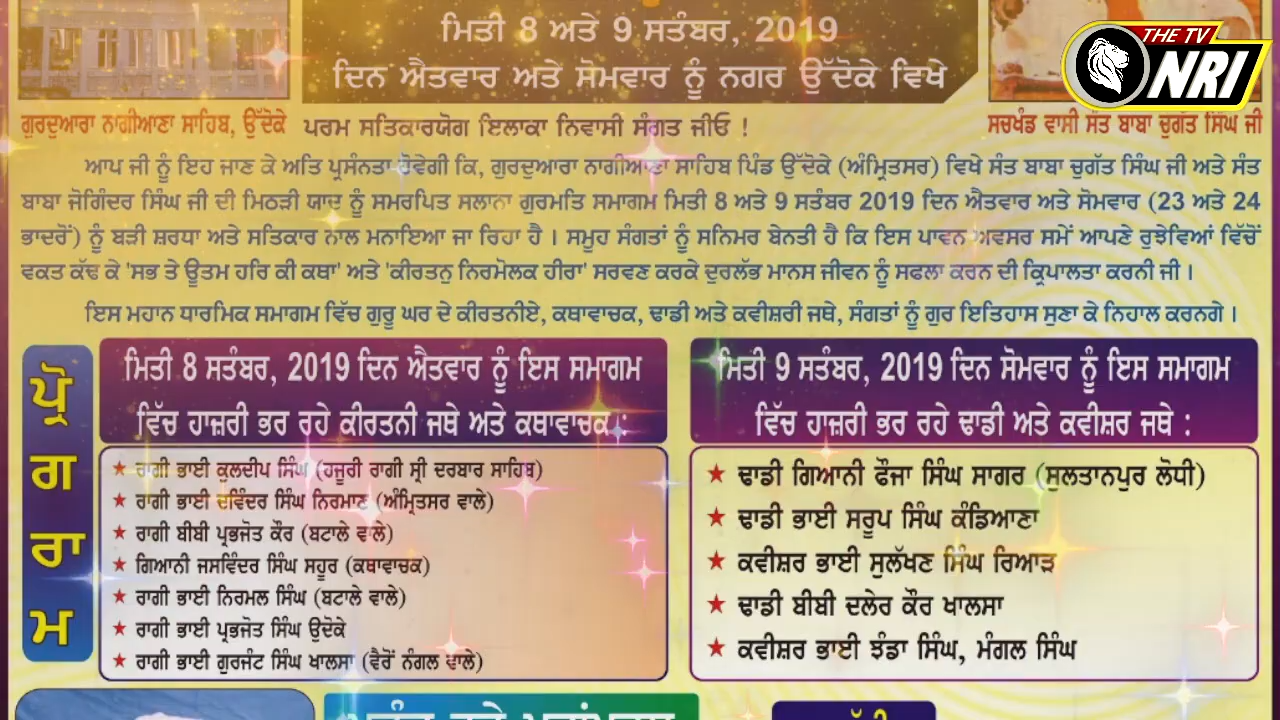 ਮਿਤੀ 8 ਅਤੇ 9 ਸਤੰਬਰ, 2019
ਦਿਨ ਐਤਵਾਰ ਅਤੇ ਸੋਮਵਾਰ ਨੂੰ ਨਗਰ ਉੱਦੋਕੇ ਵਿਖੇ
THE TV
NRI
ਗੁਰਦੁਆਰਾ ਨਾਗੀਆਣਾ ਸਾਹਿਬ, ਉੱਦੋਕੇ
ਪਰਮ ਸਤਿਕਾਰਯੋਗ ਇਲਾਕਾ ਨਿਵਾਸੀ ਸੰਗਤ ਜੀਓ !
ਸਚਖੰਡ ਵਾਸੀ ਸੰਤ ਬਾਬਾ ਚੁਗੱਤ ਸਿੰਘ ਜੀ
ਆਪ ਜੀ ਨੂੰ ਇਹ ਜਾਣ ਕੇ ਅਤਿ ਪ੍ਰਸੰਨਤਾ ਹੋਵੇਗੀ ਕਿ, ਗੁਰਦੁਆਰਾ ਨਾਗੀਆਣਾ ਸਾਹਿਬ ਪਿੰਡ ਉੱਦੋਕੇ (ਅੰਮ੍ਰਿਤਸਰ) ਵਿਖੇ ਸੰਤ ਬਾਬਾ ਚੁਗੱਤ ਸਿੰਘ ਜੀ ਅਤੇ ਸੰਤ
ਬਾਬਾ ਜੋਗਿੰਦਰ ਸਿੰਘ ਜੀ ਦੀ ਮਿਠੜੀ ਯਾਦ ਨੂੰ ਸਮਰਪਿਤ ਸਲਾਨਾ ਗੁਰਮਤਿ ਸਮਾਗਮ ਮਿਤੀ 8 ਅਤੇ 9 ਸਤੰਬਰ 2019 ਦਿਨ ਐਤਵਾਰ ਅਤੇ ਸੋਮਵਾਰ (23 ਅਤੇ 24
ਭਾਦਰੋਂ) ਨੂੰ ਬੜੀ ਸ਼ਰਧਾ ਅਤੇ ਸਤਿਕਾਰ ਨਾਲ ਮਨਾਇਆ ਜਾ ਰਿਹਾ ਹੈ । ਸਮੂਹ ਸੰਗਤਾਂ ਨੂੰ ਸਨਿਮਰ ਬੇਨਤੀ ਹੈ ਕਿ ਇਸ ਪਾਵਨ ਅਵਸਰ ਸਮੇਂ ਆਪਣੇ ਰੁਝੇਵਿਆਂ ਵਿੱਚੋਂ
ਵਕਤ ਕੱਢ ਕੇ 'ਸਭ ਤੇ ਊਤਮ ਹਰਿ ਕੀ ਕਥਾ' ਅਤੇ 'ਕੀਰਤਨੁ ਨਿਰਮੋਲਕ ਹੀਰਾ' ਸਰਵਣ ਕਰਕੇ ਦੁਰਲੱਭ ਮਾਨਸ ਜੀਵਨ ਨੂੰ ਸਫਲਾ ਕਰਨ ਦੀ ਕ੍ਰਿਪਾਲਤਾ ਕਰਨੀ ਜੀ ।
ਇਸ ਮਹਾਨ ਧਾਰਮਿਕ ਸਮਾਗਮ ਵਿੱਚ ਗੁਰੂ ਘਰ ਦੇ ਕੀਰਤਨੀਏ, ਕਥਾਵਾਚਕ, ਢਾਡੀ ਅਤੇ ਕਵੀਸ਼ਰੀ ਜਥੇ, ਸੰਗਤਾਂ ਨੂੰ ਗੁਰ ਇਤਿਹਾਸ ਸੁਣਾ ਕੇ ਨਿਹਾਲ ਕਰਨਗੇ ।
ਪ੍ਰੋ
ਗ
ਰਾ
ਮ
ਮਿਤੀ 8 ਸਤੰਬਰ, 2019 ਦਿਨ ਐਤਵਾਰ ਨੂੰ ਇਸ ਸਮਾਗਮ
ਵਿੱਚ ਹਾਜ਼ਰੀ ਭਰ ਰਹੇ ਕੀਰਤਨੀ ਜਥੇ ਅਤੇ ਕਥਾਵਾਚਕ :
★ ਰਾਗੀ ਭਾਈ ਕੁਲਦੀਪ ਸਿੰਘ (ਹਜੂਰੀ ਰਾਗੀ ਸ੍ਰੀ ਦਰਬਾਰ ਸਾਹਿਬ)
★ ਰਾਗੀ ਭਾਈ ਦਵਿੰਦਰ ਸਿੰਘ ਨਿਰਮਾਣ (ਅੰਮ੍ਰਿਤਸਰ ਵਾਲੇ)
★ ਰਾਗੀ ਬੀਬੀ ਪ੍ਰਭਜੋਤ ਕੌਰ (ਬਟਾਲੇ ਵਾਲੇ)
★ ਗਿਆਨੀ ਜਸਵਿੰਦਰ ਸਿੰਘ ਸਹੂਰ (ਕਥਾਵਾਚਕ)
★ ਰਾਗੀ ਭਾਈ ਨਿਰਮਲ ਸਿੰਘ (ਬਟਾਲੇ ਵਾਲੇ)
★ ਰਾਗੀ ਭਾਈ ਪ੍ਰਭਜੋਤ ਸਿੰਘ ਉਦੋਕੇ
★ ਰਾਗੀ ਭਾਈ ਗੁਰਜੰਟ ਸਿੰਘ ਖਾਲਸਾ (ਵੈਰੋਂ ਨੰਗਲ ਵਾਲੇ)
ਮਿਤੀ 9 ਸਤੰਬਰ, 2019 ਦਿਨ ਸੋਮਵਾਰ ਨੂੰ ਇਸ ਸਮਾਗਮ
ਵਿੱਚ ਹਾਜ਼ਰੀ ਭਰ ਰਹੇ ਢਾਡੀ ਅਤੇ ਕਵੀਸ਼ਰ ਜਥੇ :
★ ਢਾਡੀ ਗਿਆਨੀ ਫੌਜਾ ਸਿੰਘ ਸਾਗਰ (ਸੁਲਤਾਨਪੁਰ ਲੋਧੀ)
★ ਢਾਡੀ ਭਾਈ ਸਰੂਪ ਸਿੰਘ ਕੰਡਿਆਣਾ
★ ਕਵੀਸ਼ਰ ਭਾਈ ਸੁਲੱਖਣ ਸਿੰਘ ਰਿਆੜ
★ ਢਾਡੀ ਬੀਬੀ ਦਲੇਰ ਕੌਰ ਖਾਲਸਾ
★ ਕਵੀਸ਼ਰ ਭਾਈ ਝੰਡਾ ਸਿੰਘ, ਮੰਗਲ ਸਿੰਘ